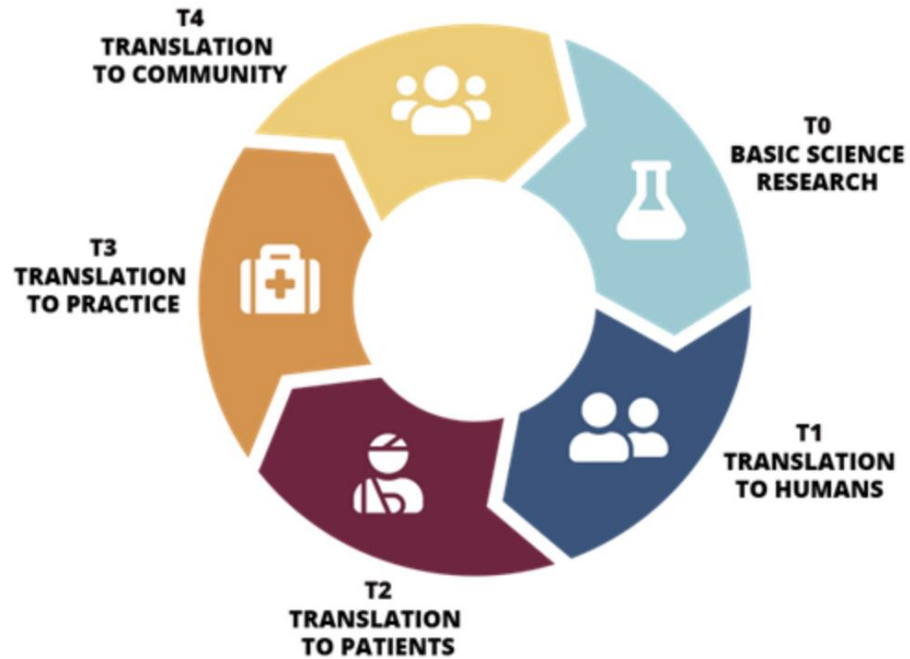 T4
TRANSLATION
TO COMMUNITY
T0
BASIC SCIENCE
RESEARCH
T3
TRANSLATION
TO PRACTICE
T1
TRANSLATION
TO HUMANS
T2
TRANSLATION
TO PATIENTS